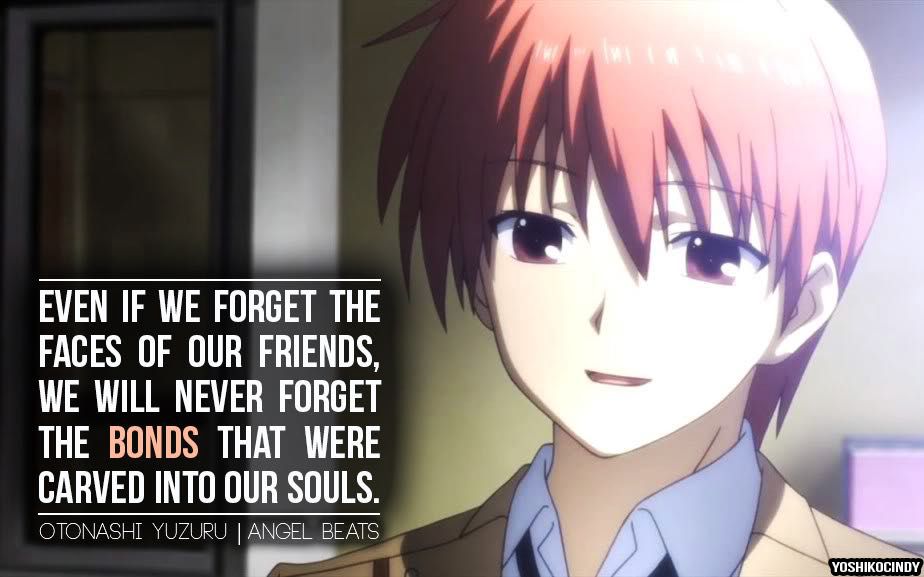 EVEN IF WE FORGET THE
FACES OF OUR FRIENDS,
WE WILL NEVER FORGET
THE BONDS THAT WERE
CARVED INTO OUR SOULS.
OTONASHI YUZURU | ANGEL BEATS
YOSHIKOCINDY